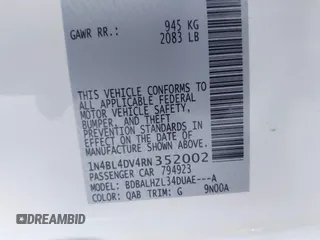 GAWR RR.: 945 KG
2083 LB
THIS VEHICLE CONFORMS TO
ALL APPLICABLE FEDERAL
MOTOR VEHICLE SAFETY,
BUMPER, AND THEFT
PREVENTION STANDARDS IN
EFFECT ON THE DATE OF
MANUFACTURE SHOWN ABOVE.
1N4BL4DV4RN352002
PASSENGER CAR 794923
MODEL: BDBALHZL34DUAE---A
COLOR: QAB TRIM: G 9N00A
AUTOBIDMASTER